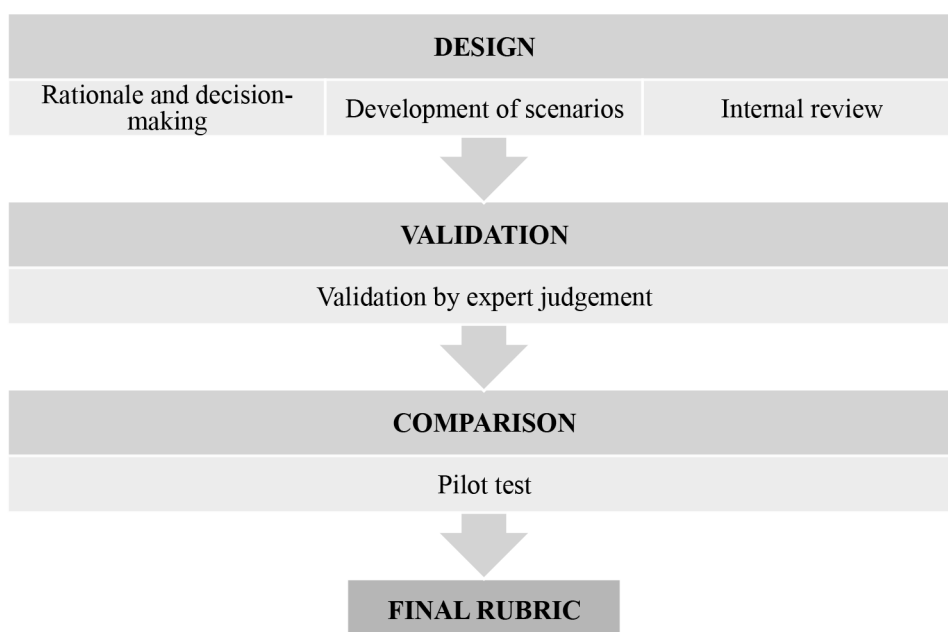 DESIGN
Rationale and decision-
making
Development of scenarios
Internal review
VALIDATION
Validation by expert judgement
COMPARISON
Pilot test
FINAL RUBRIC